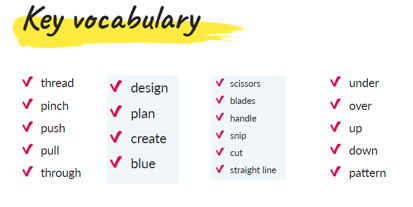 Key vocabulary
thread
pinch
push
pull
through
design
plan
create
blue
scissors
blades
handle
snip
cut
straight line
under
over
up
down
pattern